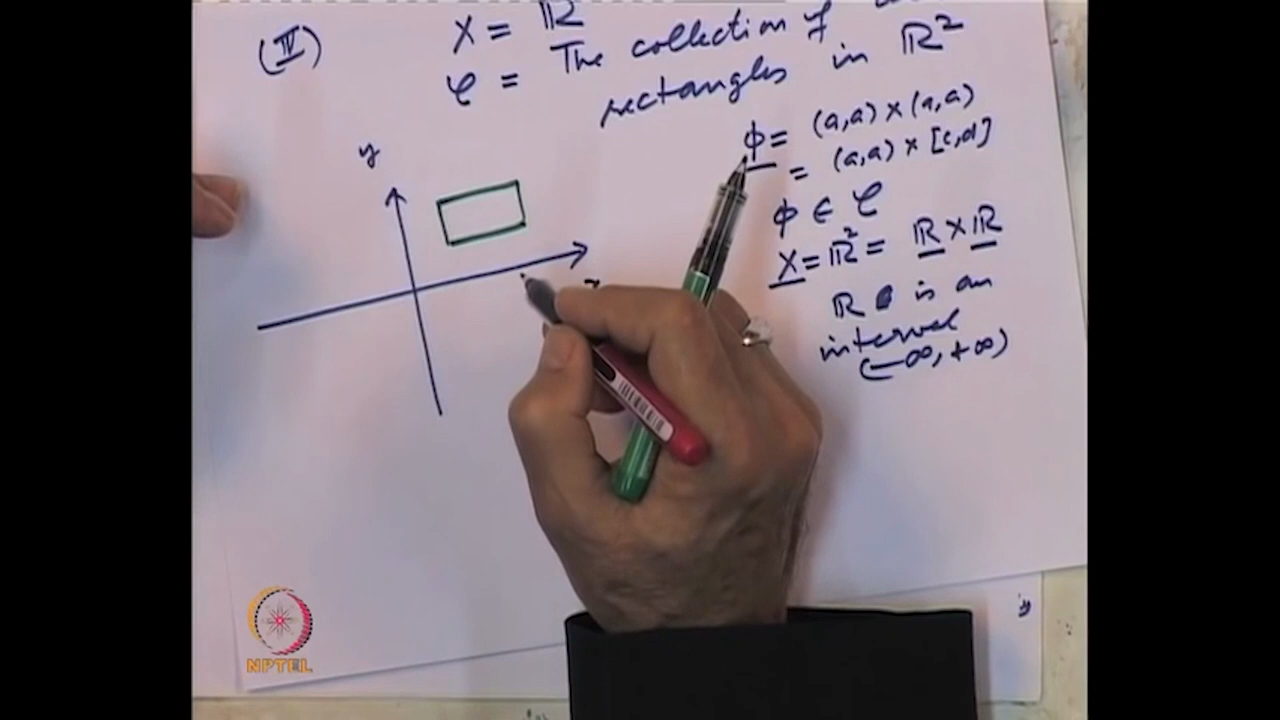 (IV) X = ℝ
𝒞 = The collection of
rectangles in ℝ²
y
ϕ = (a,a) × (a,a)
= (a,a) × [c,d]
ϕ ∈ 𝒞
X = ℝ² = ℝ × ℝ
ℝ is an
interval
(-∞, +∞)
NPTEL